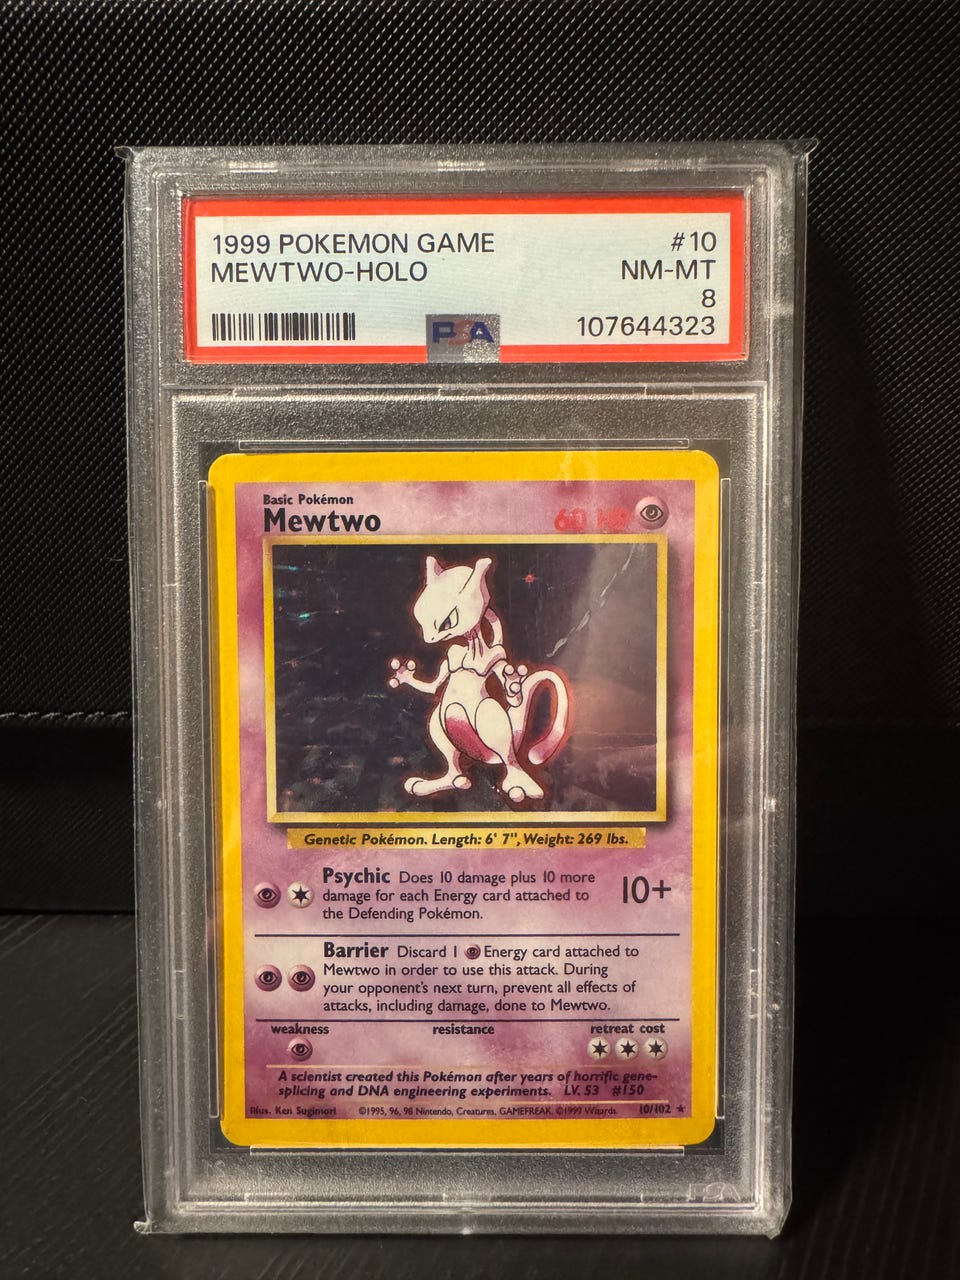 1999 POKEMON GAME #10
MEWTWO-HOLO NM-MT
8
PSA 107644323
Basic Pokémon
Mewtwo 60 HP
Genetic Pokémon. Length: 6' 7", Weight: 269 lbs.
Psychic Does 10 damage plus 10 more
damage for each Energy card attached to
the Defending Pokémon.
10+
Barrier Discard 1 Energy card attached to
Mewtwo in order to use this attack. During
your opponent's next turn, prevent all effects of
attacks, including damage, done to Mewtwo.
weakness resistance retreat cost
A scientist created this Pokémon after years of horrific gene-
splicing and DNA engineering experiments. LV. 53 #150
Illus. Ken Sugimori ©1995, 96, 98 Nintendo, Creatures, GAMEFREAK. ©1999 Wizards. 10/102
PSA